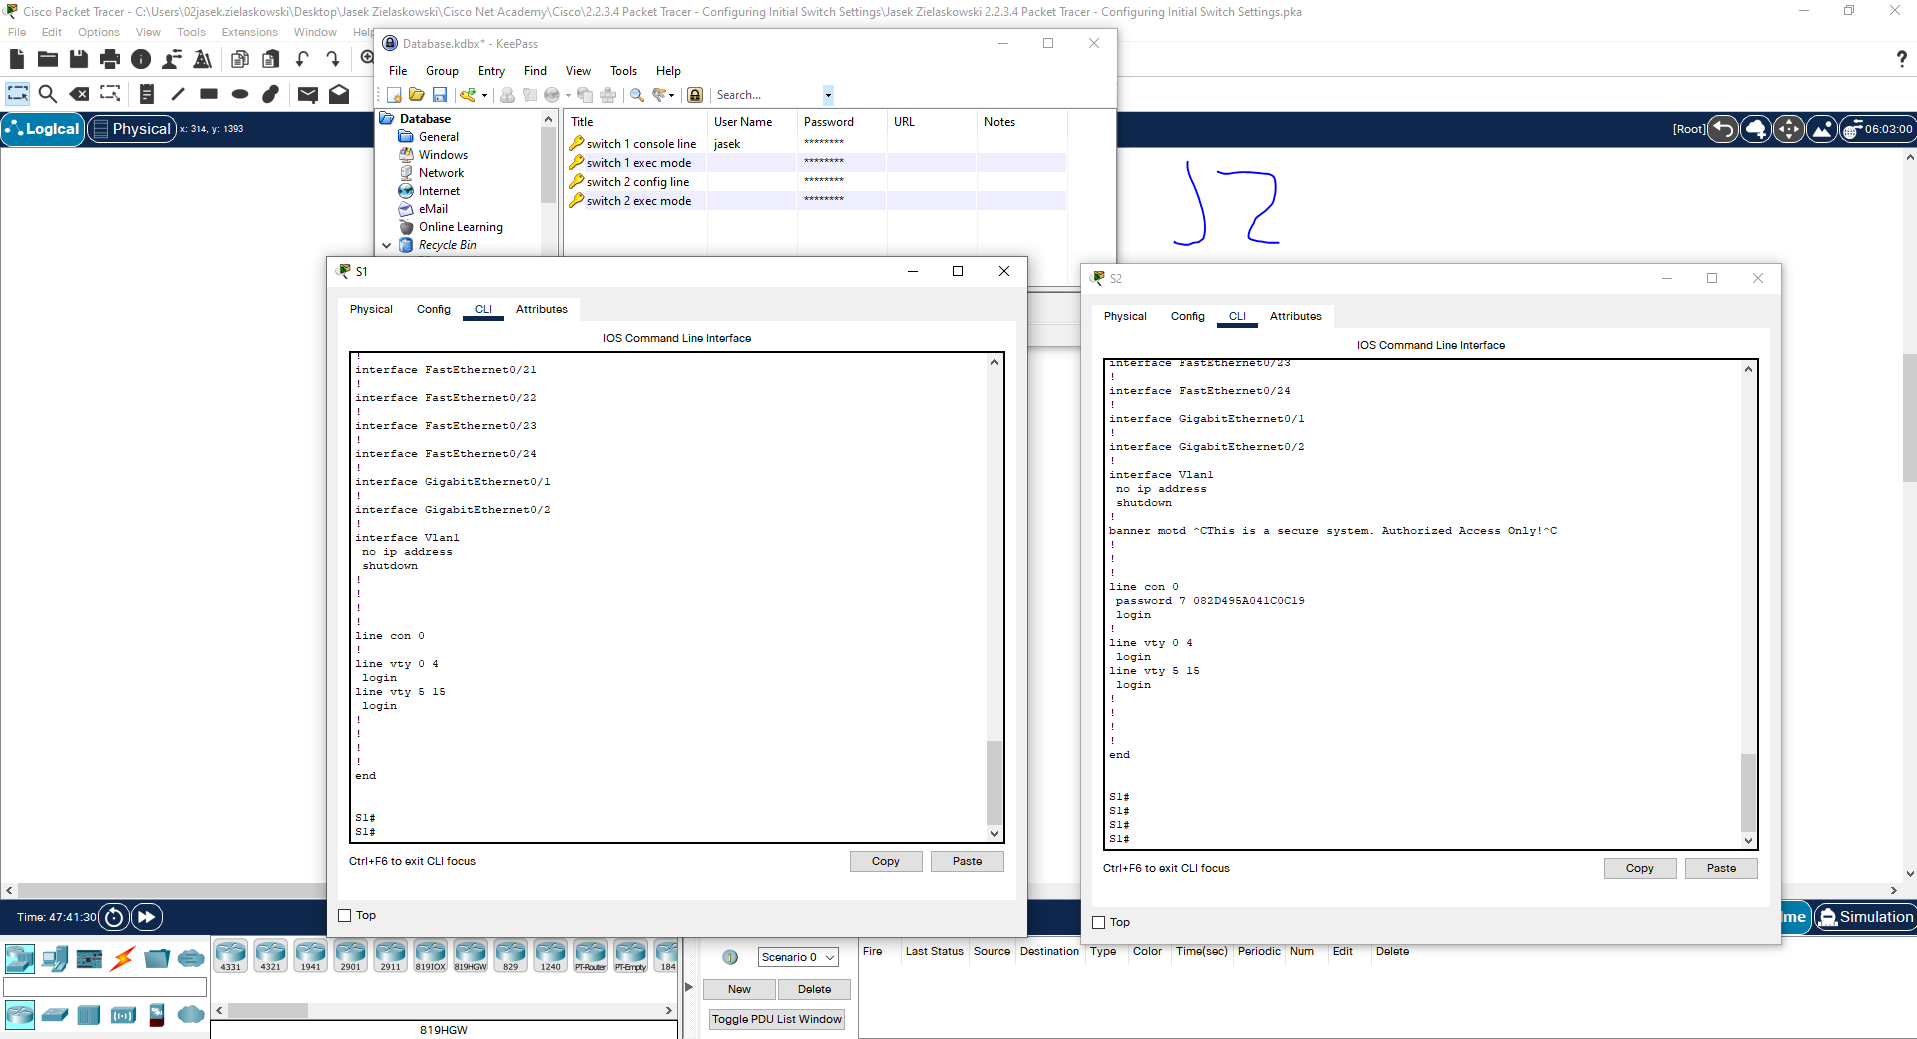 Cisco Packet Tracer - C:\Users\02jasek.zielaskowski\Desktop\Jasek Zielaskowski\Cisco Net Academy\Cisco\2.2.3.4 Packet Tracer - Configuring Initial Switch Settings\Jasek Zielaskowski 2.2.3.4 Packet Tracer - Configuring Initial Switch Settings.pka
File Edit Options View Tools Extensions Window Help
Database.kdbx* - KeePass
File Group Entry Find View Tools Help
Search...
Logical Physical x: 314, y: 1393
[Root] 06:03:00
Database
General
Windows
Network
Internet
eMail
Online Learning
Recycle Bin
Title User Name Password URL Notes
switch 1 console line jasek ********
switch 1 exec mode ********
switch 2 config line ********
switch 2 exec mode ********
S1
Physical Config CLI Attributes
IOS Command Line Interface
!
interface FastEthernet0/21
!
interface FastEthernet0/22
!
interface FastEthernet0/23
!
interface FastEthernet0/24
!
interface GigabitEthernet0/1
!
interface GigabitEthernet0/2
!
interface Vlan1
no ip address
shutdown
!
!
!
!
line con 0
!
line vty 0 4
login
line vty 5 15
login
!
!
!
!
end
S1#
S1#
Ctrl+F6 to exit CLI focus
Copy Paste
Top
S2
Physical Config CLI Attributes
IOS Command Line Interface
interface FastEthernet0/23
!
interface FastEthernet0/24
!
interface GigabitEthernet0/1
!
interface GigabitEthernet0/2
!
interface Vlan1
no ip address
shutdown
!
banner motd ^CThis is a secure system. Authorized Access Only!^C
!
!
!
line con 0
password 7 082D495A041C0C19
login
!
line vty 0 4
login
line vty 5 15
login
!
!
!
!
end
S1#
S1#
S1#
S1#
Ctrl+F6 to exit CLI focus
Copy Paste
Top
Time: 47:41:30
Simulation
4331 4321 1941 2901 2911 819IOX 819HGW 829 1240 PT-Router PT-Empty 184
819HGW
Scenario 0
New Delete
Toggle PDU List Window
Fire Last Status Source Destination Type Color Time(sec) Periodic Num Edit Delete